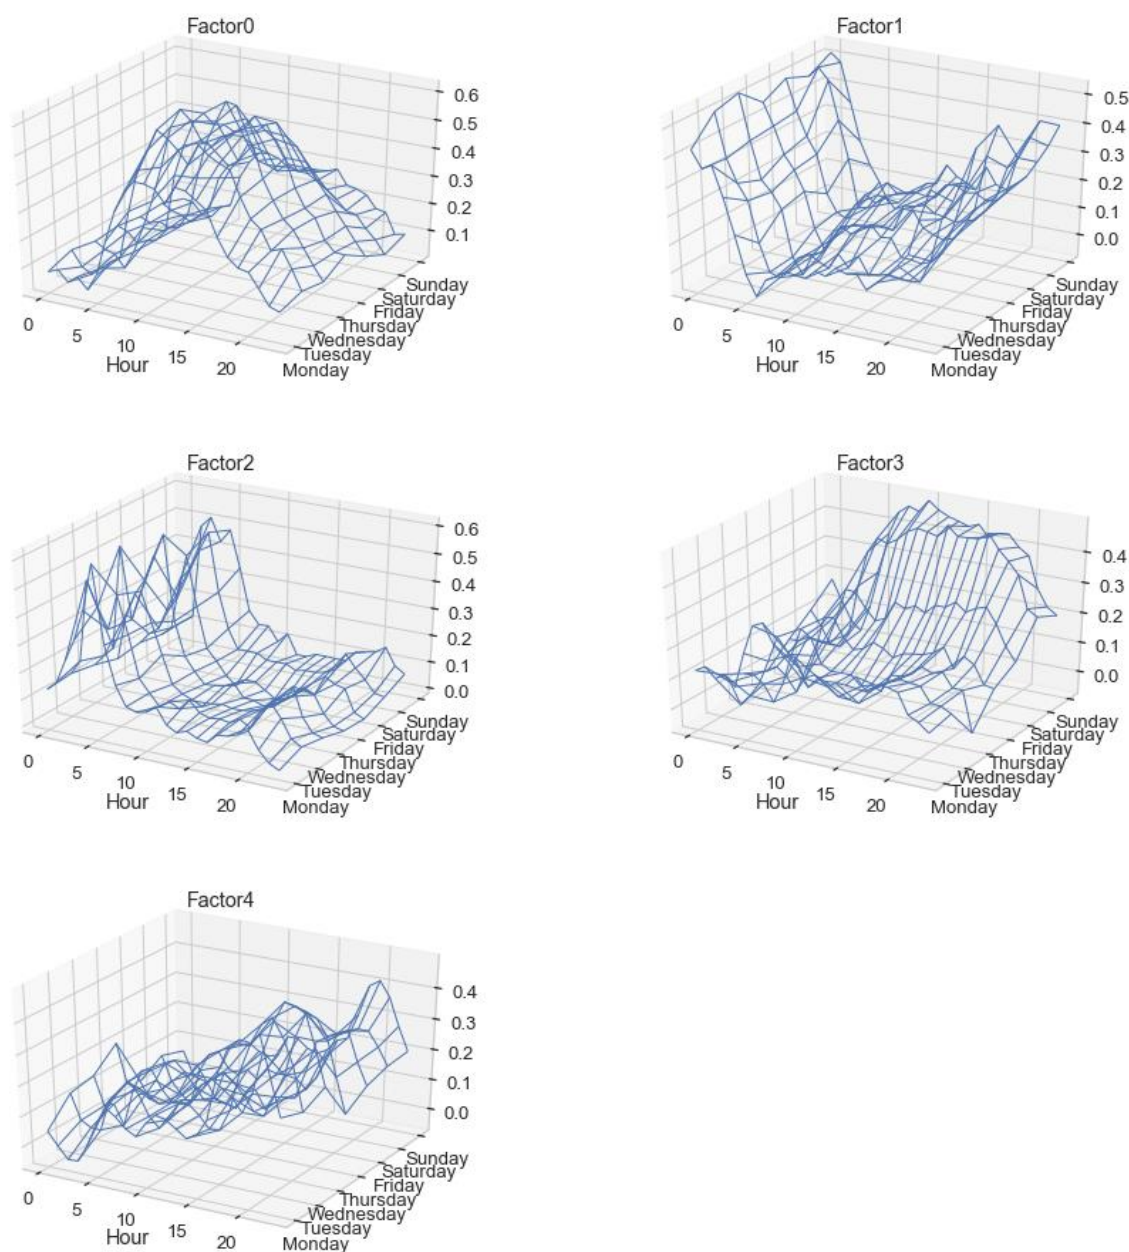 Factor0
0.6
0.5
0.4
0.3
0.2
0.1
0
5
10
15
20
Hour
Sunday
Saturday
Friday
Thursday
Wednesday
Tuesday
Monday
Factor1
0.5
0.4
0.3
0.2
0.1
0.0
0
5
10
15
20
Hour
Sunday
Saturday
Friday
Thursday
Wednesday
Tuesday
Monday
Factor2
0.6
0.5
0.4
0.3
0.2
0.1
0.0
0
5
10
15
20
Hour
Sunday
Saturday
Friday
Thursday
Wednesday
Tuesday
Monday
Factor3
0.4
0.3
0.2
0.1
0.0
0
5
10
15
20
Hour
Sunday
Saturday
Friday
Thursday
Wednesday
Tuesday
Monday
Factor4
0.4
0.3
0.2
0.1
0.0
0
5
10
15
20
Hour
Sunday
Saturday
Friday
Thursday
Wednesday
Tuesday
Monday